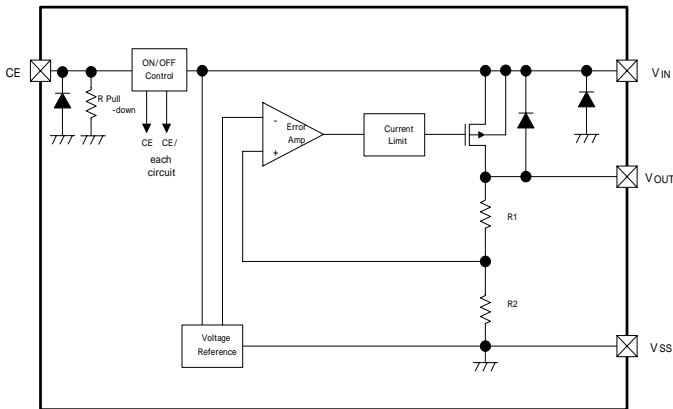 CE
ON/OFF
Control
R Pull
-down
CE CE/
each
circuit
-
Error
Amp
+
Current
Limit
VIN
VOUT
R1
R2
Voltage
Reference
VSS